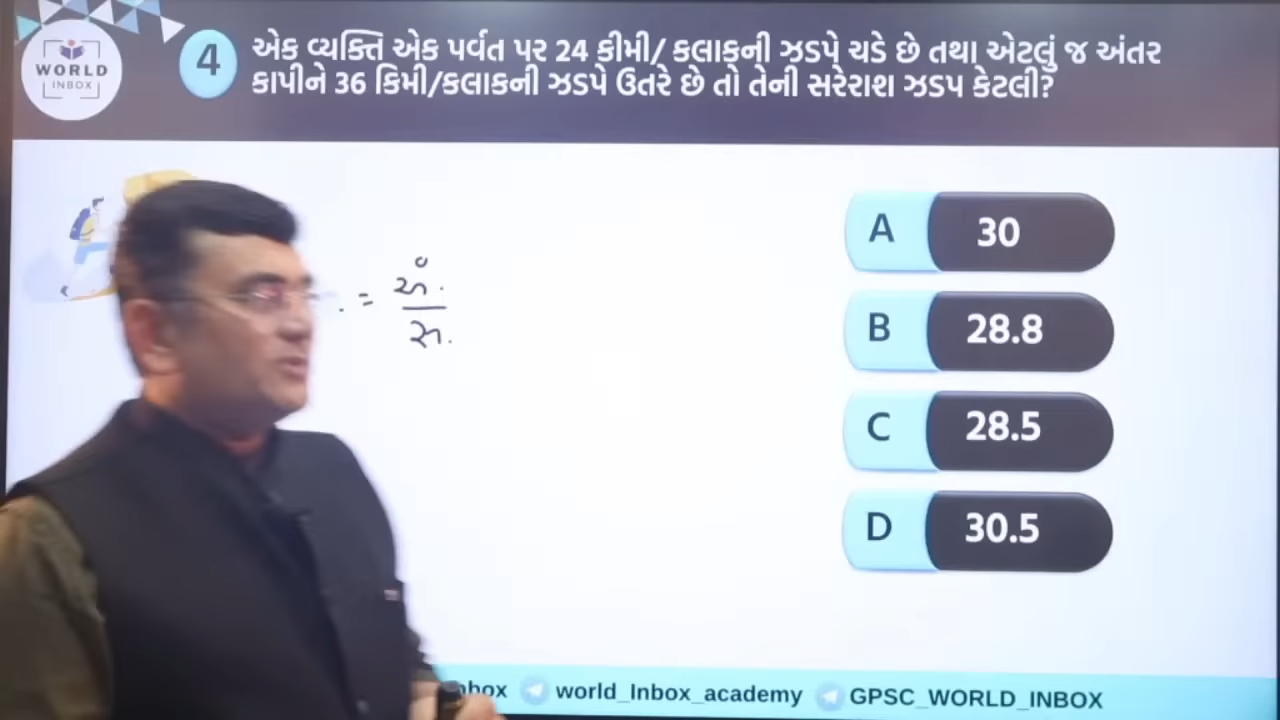 WORLD
INBOX
4
એક વ્યક્તિ એક પર્વત પર 24 કીમી/ કલાકની ઝડપે ચડે છે તથા એટલું જ અંતર
કાપીને 36 કિમી/કલાકની ઝડપે ઉતરે છે તો તેની સરેરાશ ઝડપ કેટલી?
A 30
B 28.8
C 28.5
D 30.5
. = અં.
સ.
world_Inbox_academy GPSC_WORLD_INBOX